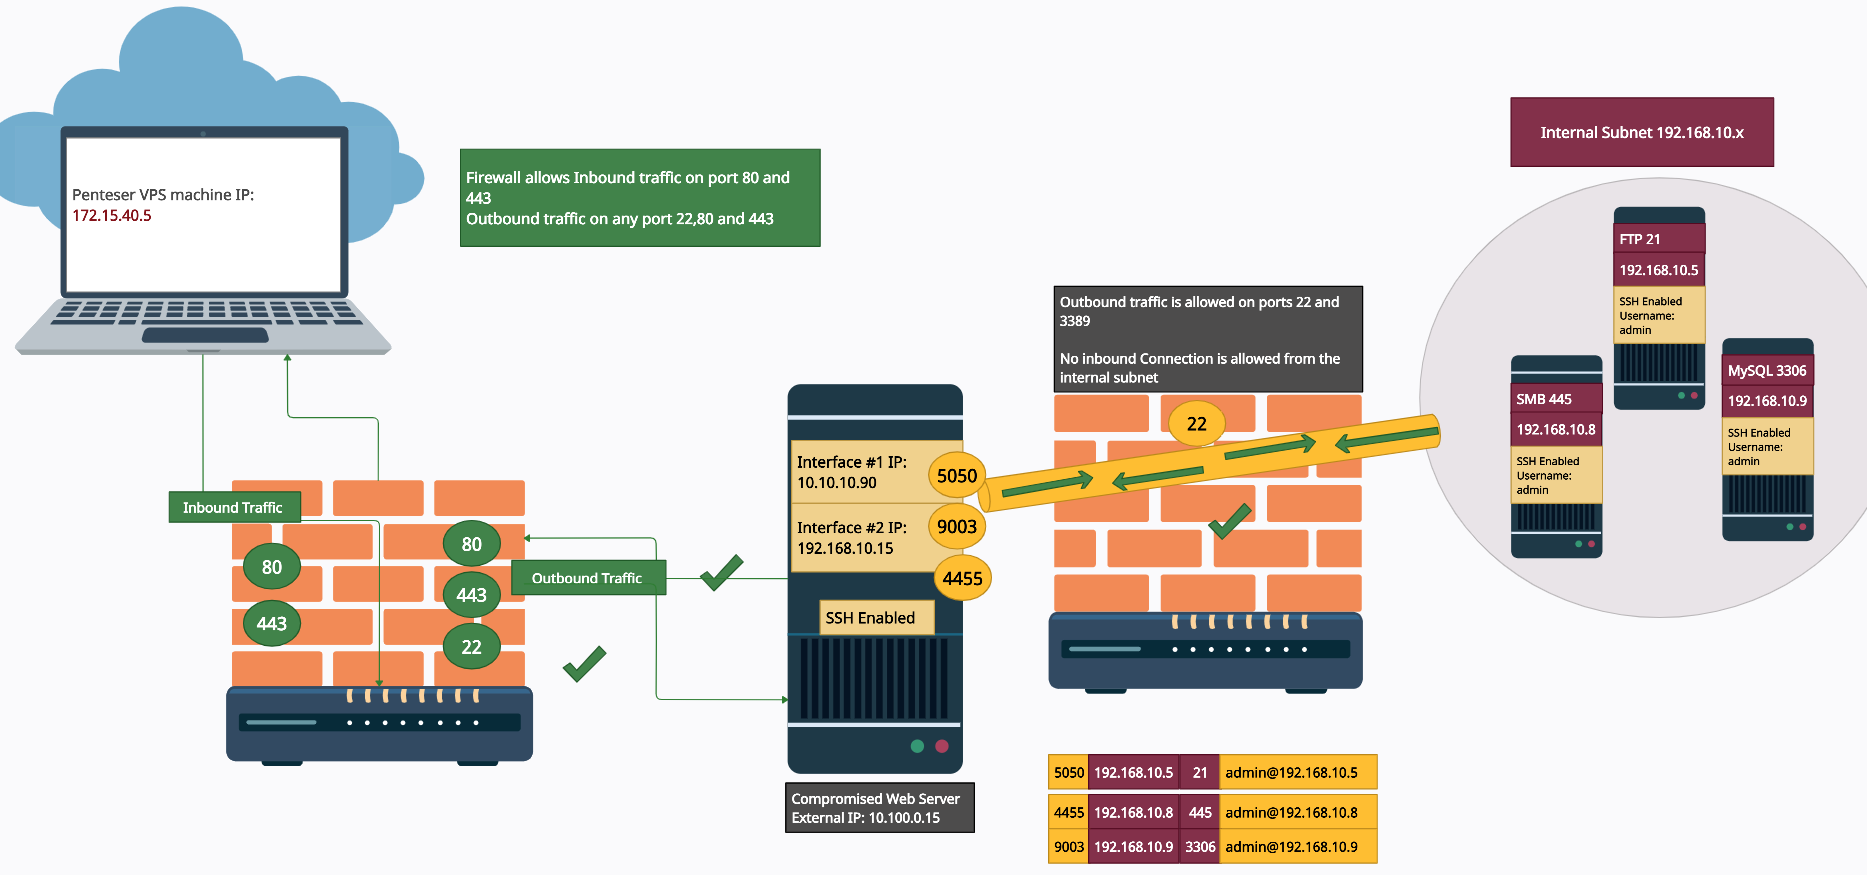 Penteser VPS machine IP:
172.15.40.5
Firewall allows Inbound traffic on port 80 and
443
Outbound traffic on any port 22,80 and 443
Internal Subnet 192.168.10.x
FTP 21
192.168.10.5
SSH Enabled
Username:
admin
SMB 445
192.168.10.8
SSH Enabled
Username:
admin
MySQL 3306
192.168.10.9
SSH Enabled
Username:
admin
Outbound traffic is allowed on ports 22 and
3389
No inbound Connection is allowed from the
internal subnet
22
Inbound Traffic
80
443
80
443
22
Outbound Traffic
Interface #1 IP:
10.10.10.90
5050
Interface #2 IP:
192.168.10.15
9003
4455
SSH Enabled
Compromised Web Server
External IP: 10.100.0.15
5050 192.168.10.5 21 admin@192.168.10.5
4455 192.168.10.8 445 admin@192.168.10.8
9003 192.168.10.9 3306 admin@192.168.10.9